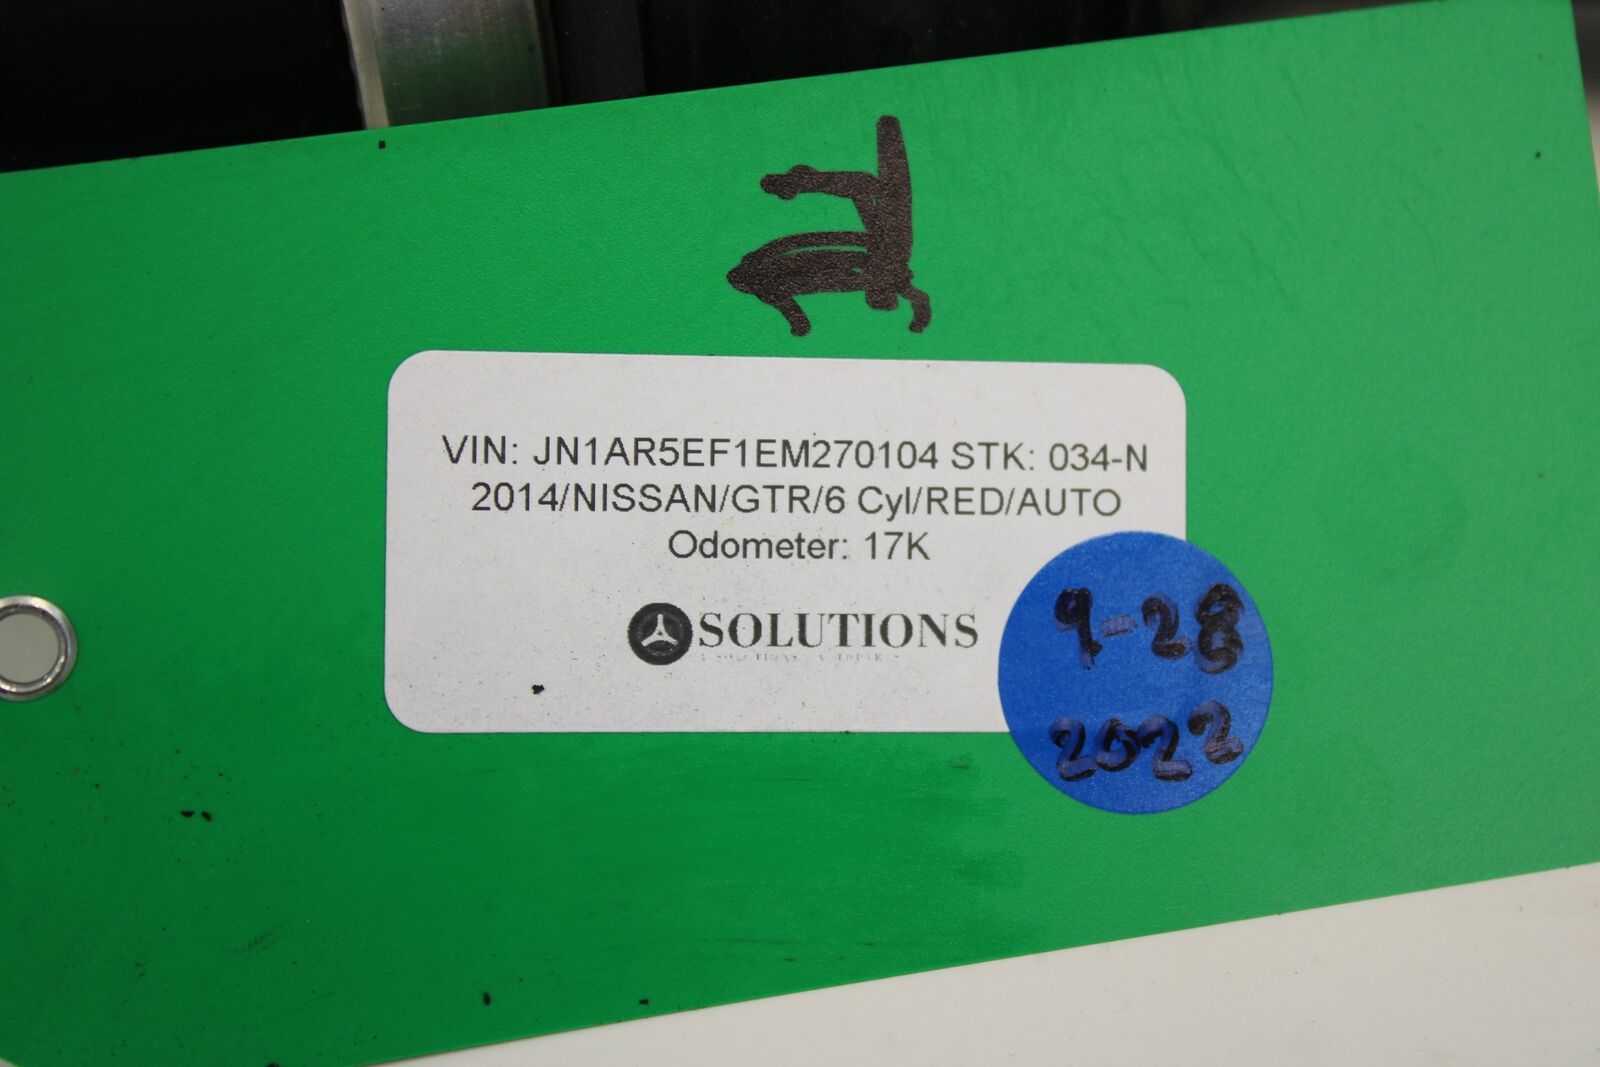 VIN: JN1AR5EF1EM270104 STK: 034-N
2014/NISSAN/GTR/6 Cyl/RED/AUTO
Odometer: 17K
SOLUTIONS
9-28
2022